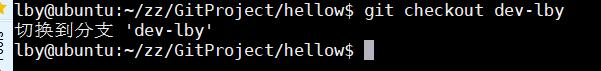 lby@ubuntu:~/zz/GitProject/hellow$ git checkout dev-lby
切换到分支 'dev-lby'
lby@ubuntu:~/zz/GitProject/hellow$